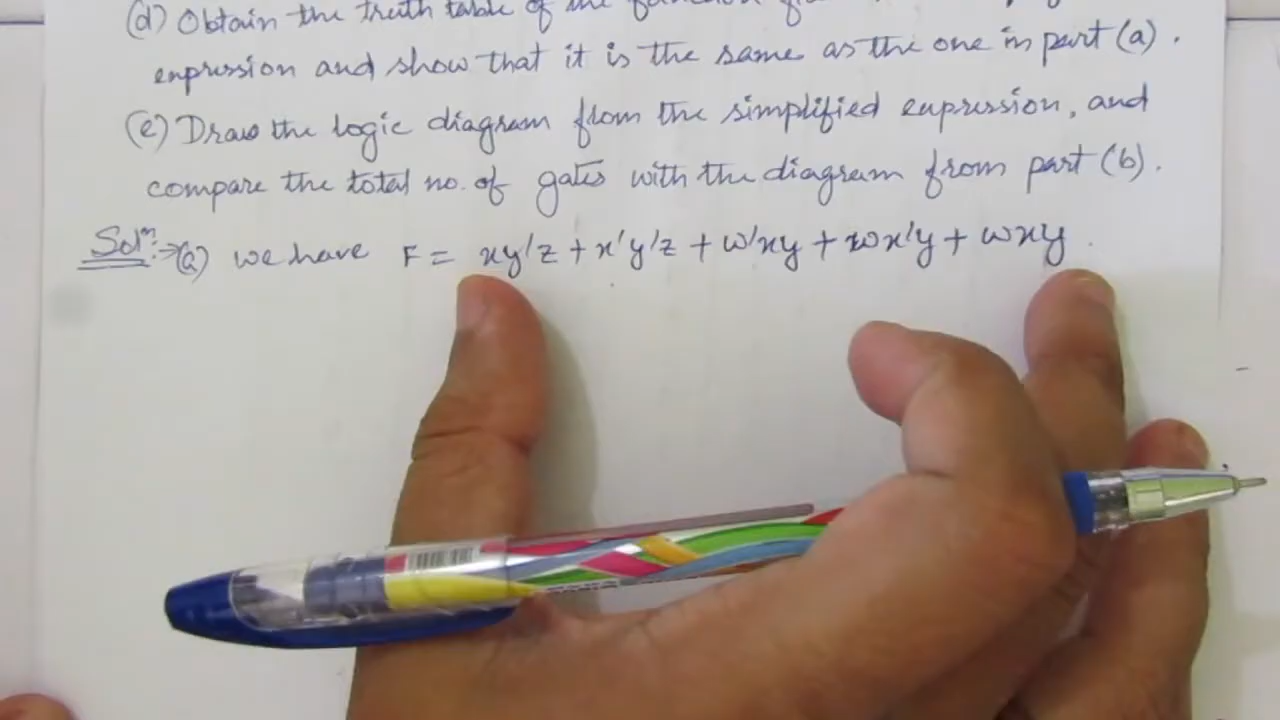 (d) Obtain the truth table of the function
expression and show that it is the same as the one in part (a).
(e) Draw the logic diagram from the simplified expression, and
compare the total no. of gates with the diagram from part (b).
Solⁿ:→(a) we have F = xy'z + x'y'z + w'xy + wx'y + wxy